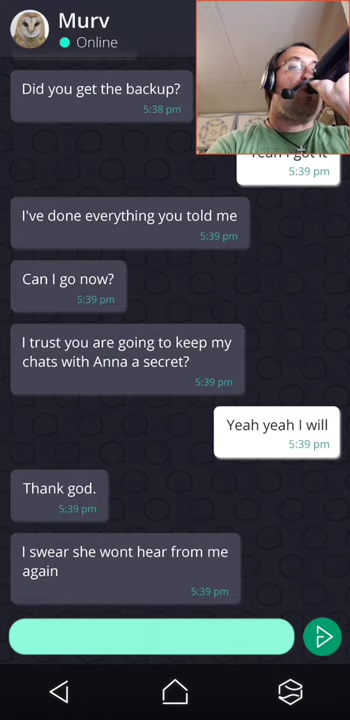 Murv
Online
Did you get the backup?
5:38 pm
Yeah I got it
5:39 pm
I've done everything you told me
5:39 pm
Can I go now?
5:39 pm
I trust you are going to keep my
chats with Anna a secret?
5:39 pm
Yeah yeah I will
5:39 pm
Thank god.
5:39 pm
I swear she wont hear from me
again
5:39 pm